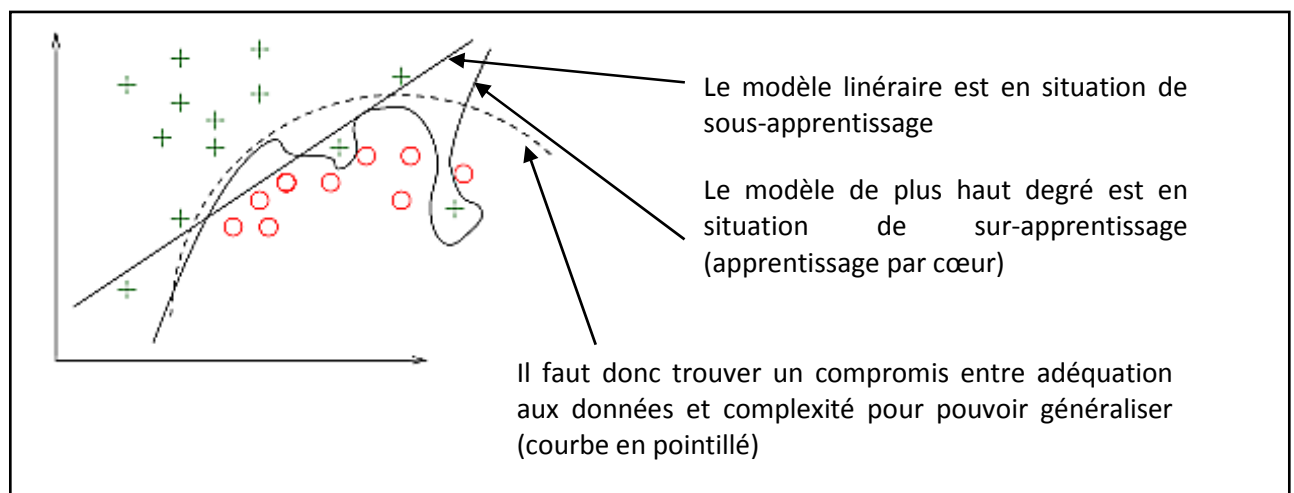 Le modèle linéraire est en situation de
sous-apprentissage
Le modèle de plus haut degré est en
situation de sur-apprentissage
(apprentissage par cœur)
Il faut donc trouver un compromis entre adéquation
aux données et complexité pour pouvoir généraliser
(courbe en pointillé)